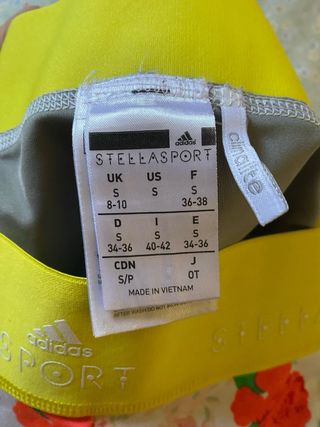 adidas
STELLASPORT
UK US F
S S S
8-10 36-38
D I E
S S S
34-36 40-42 34-36
CDN J
S/P OT
MADE IN VIETNAM
climalite
adidas
SPORT